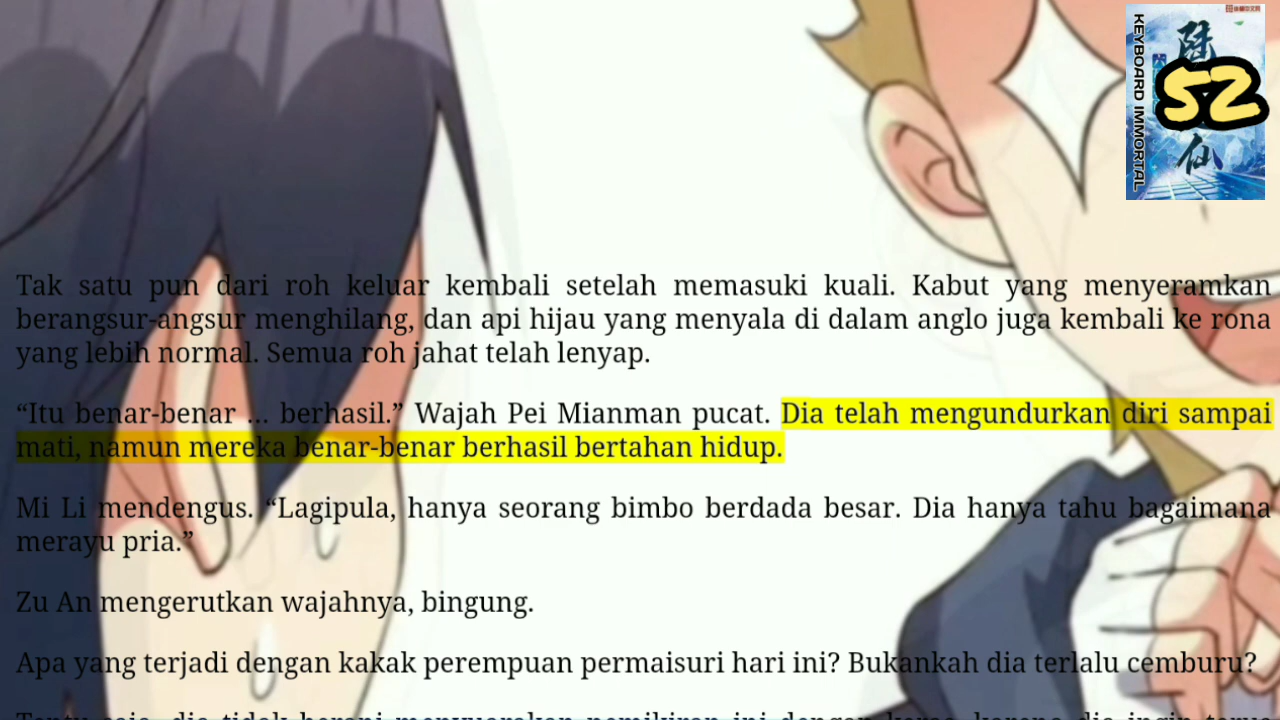 KEYBOARD IMMORTAL
陆
仙
52
Tak satu pun dari roh keluar kembali setelah memasuki kuali. Kabut yang menyeramkan
berangsur-angsur menghilang, dan api hijau yang menyala di dalam anglo juga kembali ke rona
yang lebih normal. Semua roh jahat telah lenyap.
“Itu benar-benar … berhasil.” Wajah Pei Mianman pucat. Dia telah mengundurkan diri sampai
mati, namun mereka benar-benar berhasil bertahan hidup.
Mi Li mendengus. “Lagipula, hanya seorang bimbo berdada besar. Dia hanya tahu bagaimana
merayu pria.”
Zu An mengerutkan wajahnya, bingung.
Apa yang terjadi dengan kakak perempuan permaisuri hari ini? Bukankah dia terlalu cemburu?